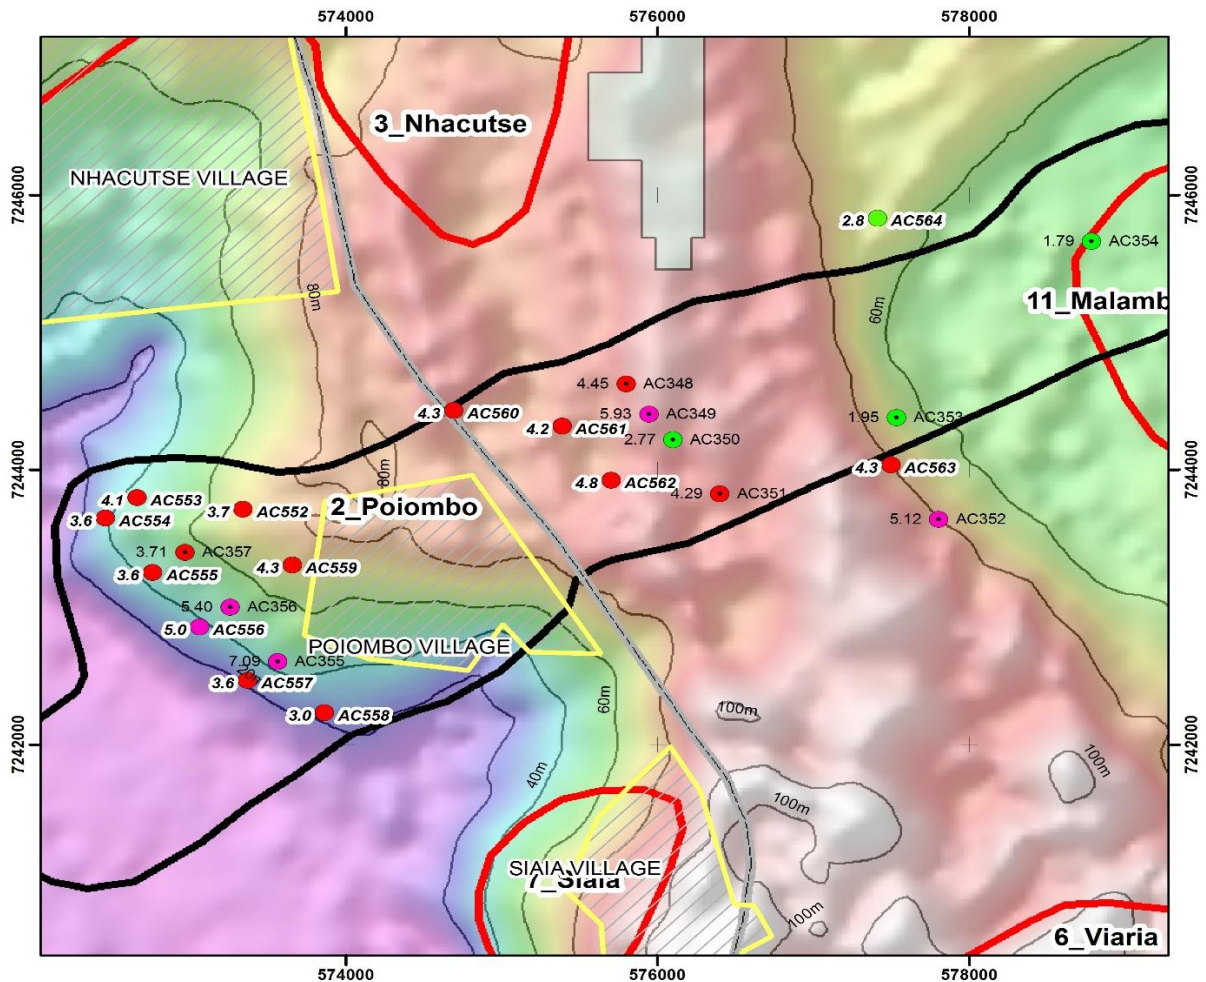 574000
576000
578000
3_Nhacutse
NHACUTSE VILLAGE
7246000
7246000
2.8 AC564
1.79 AC354
80m
60m
11_Malamb
4.45 AC348
5.93 AC349
4.3 AC560
4.2 AC561
1.95 AC353
2.77 AC350
7244000
7244000
80m
4.3 AC563
4.8 AC562
4.29 AC351
4.1 AC553
3.7 AC552
2_Poiombo
3.6 AC554
5.12 AC352
3.71 AC357
4.3 AC559
3.6 AC555
5.40 AC356
5.0 AC556
POIOMBO VILLAGE
7.09 AC355
3.6 AC557
60m
3.0 AC558
100m
7242000
7242000
40m
100m
100m
SIAIA VILLAGE
7_Siaia
100m
6_Viaria
574000
576000
578000